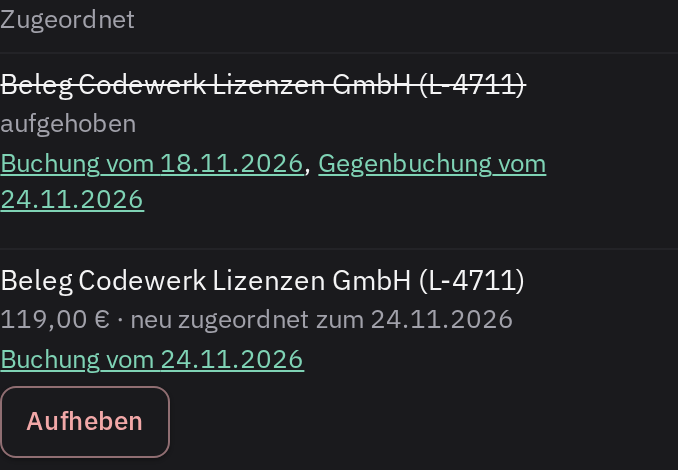 Zugeordnet
Beleg Codewerk Lizenzen GmbH (L-4711)
aufgehoben
Buchung vom 18.11.2026, Gegenbuchung vom
24.11.2026
Beleg Codewerk Lizenzen GmbH (L-4711)
119,00 € · neu zugeordnet zum 24.11.2026
Buchung vom 24.11.2026
Aufheben